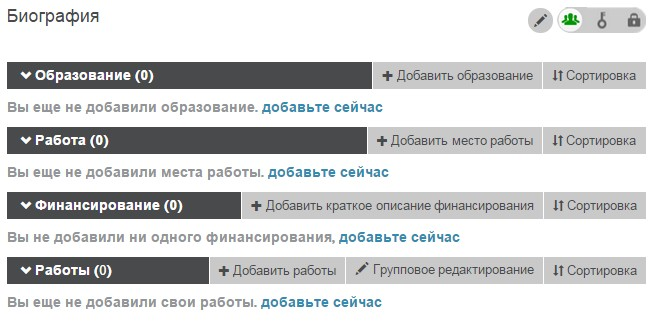 Биография
Образование (0) Добавить образование Сортировка
Вы еще не добавили образование. добавьте сейчас
Работа (0) Добавить место работы Сортировка
Вы еще не добавили места работы. добавьте сейчас
Финансирование (0) Добавить краткое описание финансирования Сортировка
Вы не добавили ни одного финансирования, добавьте сейчас
Работы (0) Добавить работы Групповое редактирование Сортировка
Вы еще не добавили свои работы. добавьте сейчас